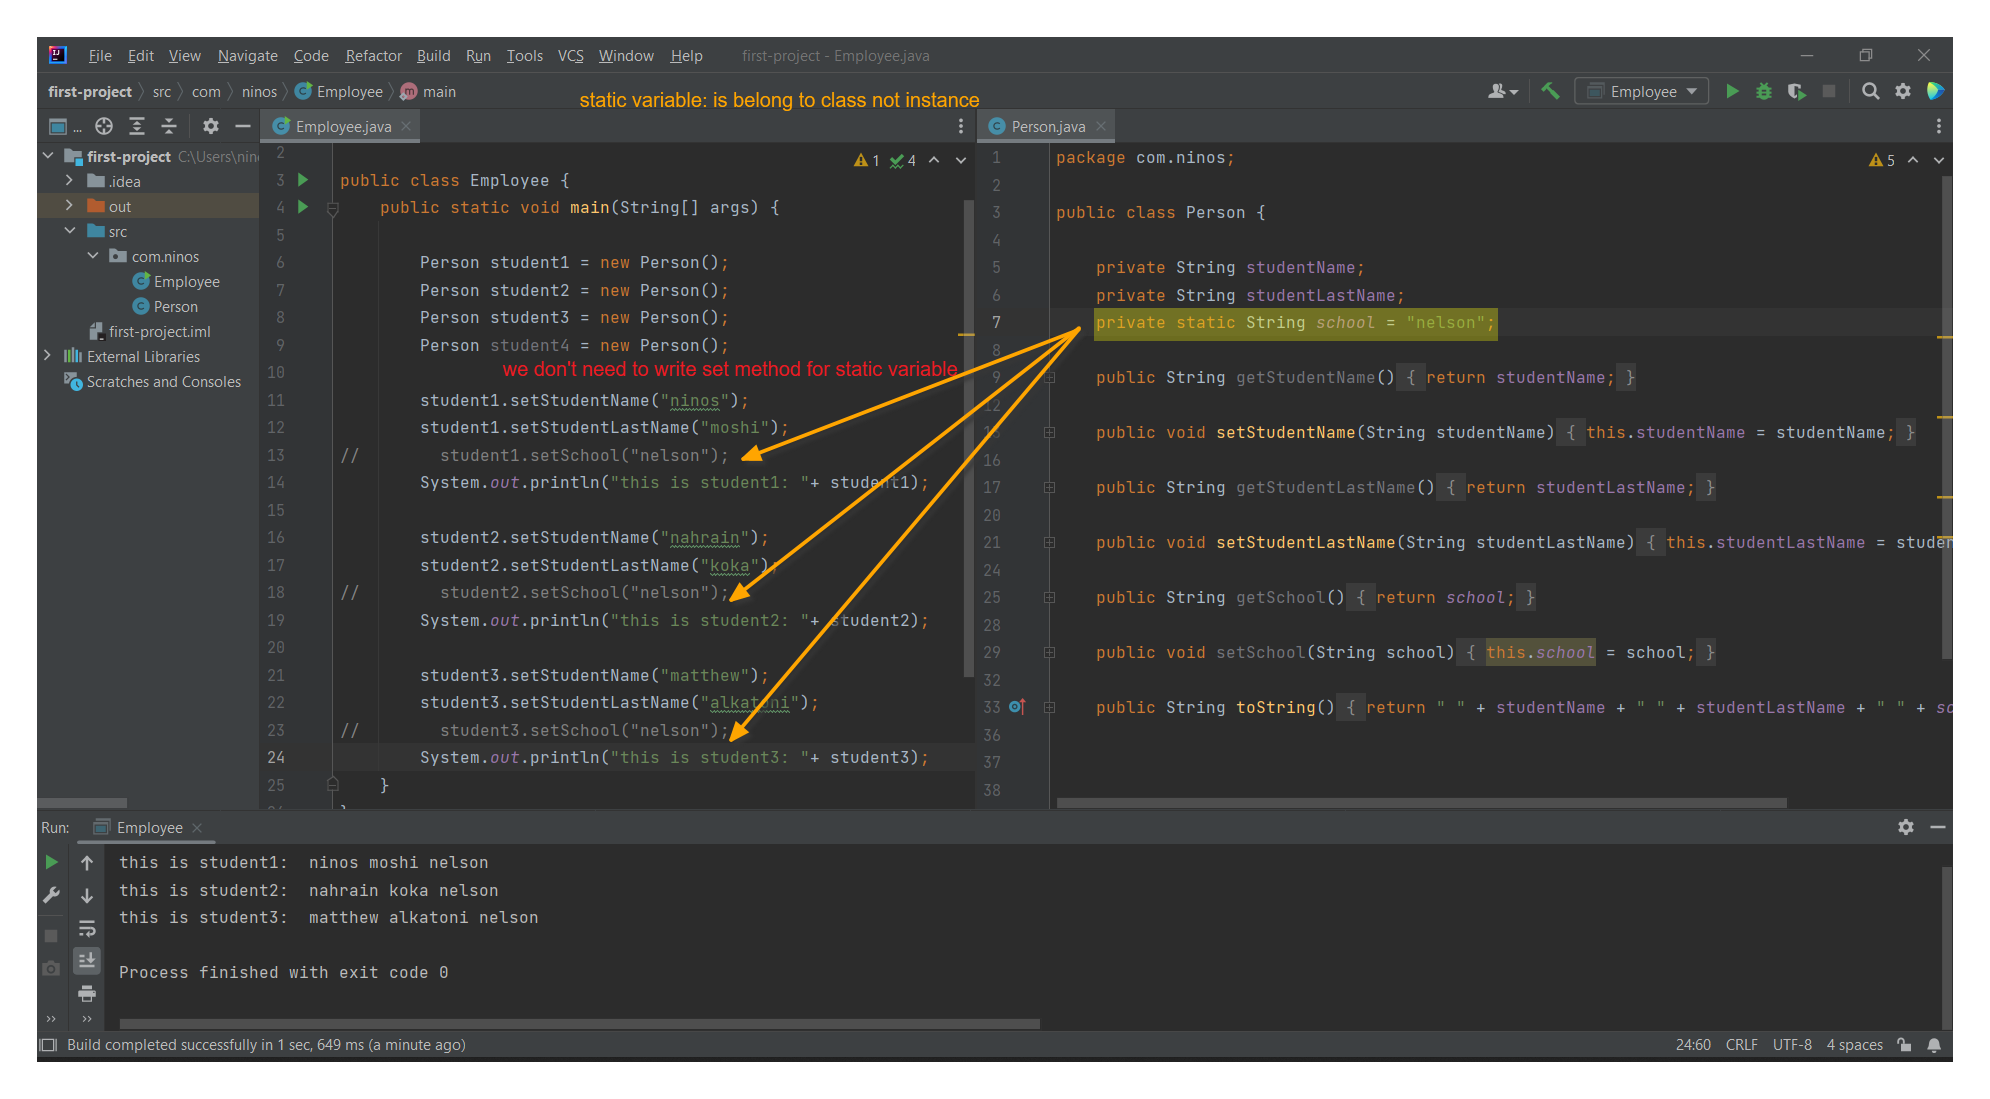 File Edit View Navigate Code Refactor Build Run Tools VCS Window Help first-project - Employee.java
first-project src com ninos Employee main
static variable: is belong to class not instance
Employee
... Employee.java
Person.java
first-project C:\Users\nin
.idea
out
src
com.ninos
Employee
Person
first-project.iml
External Libraries
Scratches and Consoles
1 4
2
3 public class Employee {
4 public static void main(String[] args) {
5
6 Person student1 = new Person();
7 Person student2 = new Person();
8 Person student3 = new Person();
9 Person student4 = new Person();
10 we don't need to write set method for static variable
11 student1.setStudentName("ninos");
12 student1.setStudentLastName("moshi");
13 // student1.setSchool("nelson");
14 System.out.println("this is student1: "+ student1);
15
16 student2.setStudentName("nahrain");
17 student2.setStudentLastName("koka");
18 // student2.setSchool("nelson");
19 System.out.println("this is student2: "+ student2);
20
21 student3.setStudentName("matthew");
22 student3.setStudentLastName("alkatoni");
23 // student3.setSchool("nelson");
24 System.out.println("this is student3: "+ student3);
25 }
5
1 package com.ninos;
2
3 public class Person {
4
5 private String studentName;
6 private String studentLastName;
7 private static String school = "nelson";
8
9 public String getStudentName() { return studentName; }
12
13 public void setStudentName(String studentName) { this.studentName = studentName; }
16
17 public String getStudentLastName() { return studentLastName; }
20
21 public void setStudentLastName(String studentLastName) { this.studentLastName = studen
24
25 public String getSchool() { return school; }
28
29 public void setSchool(String school) { this.school = school; }
32
33 public String toString() { return " " + studentName + " " + studentLastName + " " + sc
36
37
38
Run: Employee
this is student1:  ninos moshi nelson
this is student2:  nahrain koka nelson
this is student3:  matthew alkatoni nelson
Process finished with exit code 0
Build completed successfully in 1 sec, 649 ms (a minute ago) 24:60 CRLF UTF-8 4 spaces